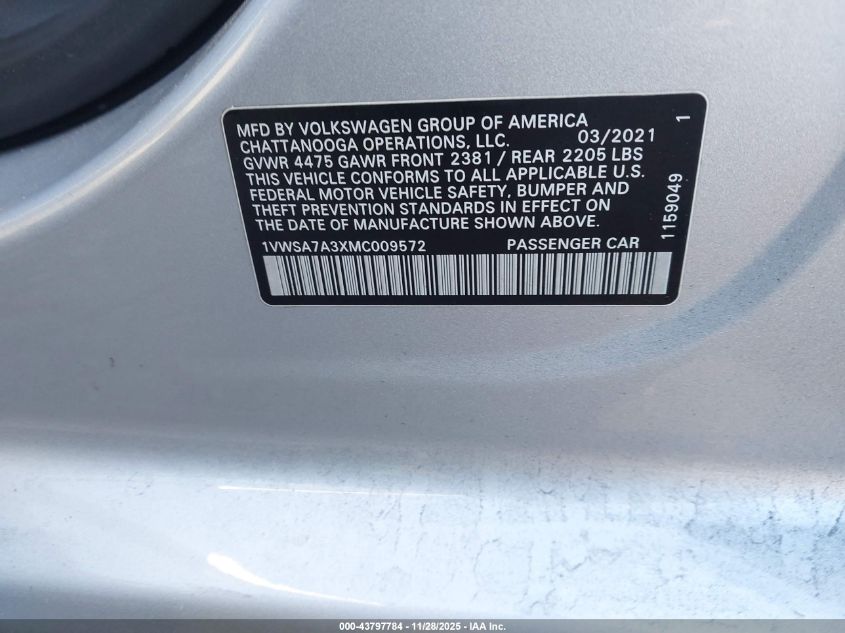 MFD BY VOLKSWAGEN GROUP OF AMERICA
CHATTANOOGA OPERATIONS, LLC. 03/2021
GVWR 4475 GAWR FRONT 2381 / REAR 2205 LBS
THIS VEHICLE CONFORMS TO ALL APPLICABLE U.S.
FEDERAL MOTOR VEHICLE SAFETY, BUMPER AND
THEFT PREVENTION STANDARDS IN EFFECT ON
THE DATE OF MANUFACTURE SHOWN ABOVE.
1VWSA7A3XMC009572 PASSENGER CAR
1159049 1
000-43797784 - 11/28/2025 - IAA Inc.